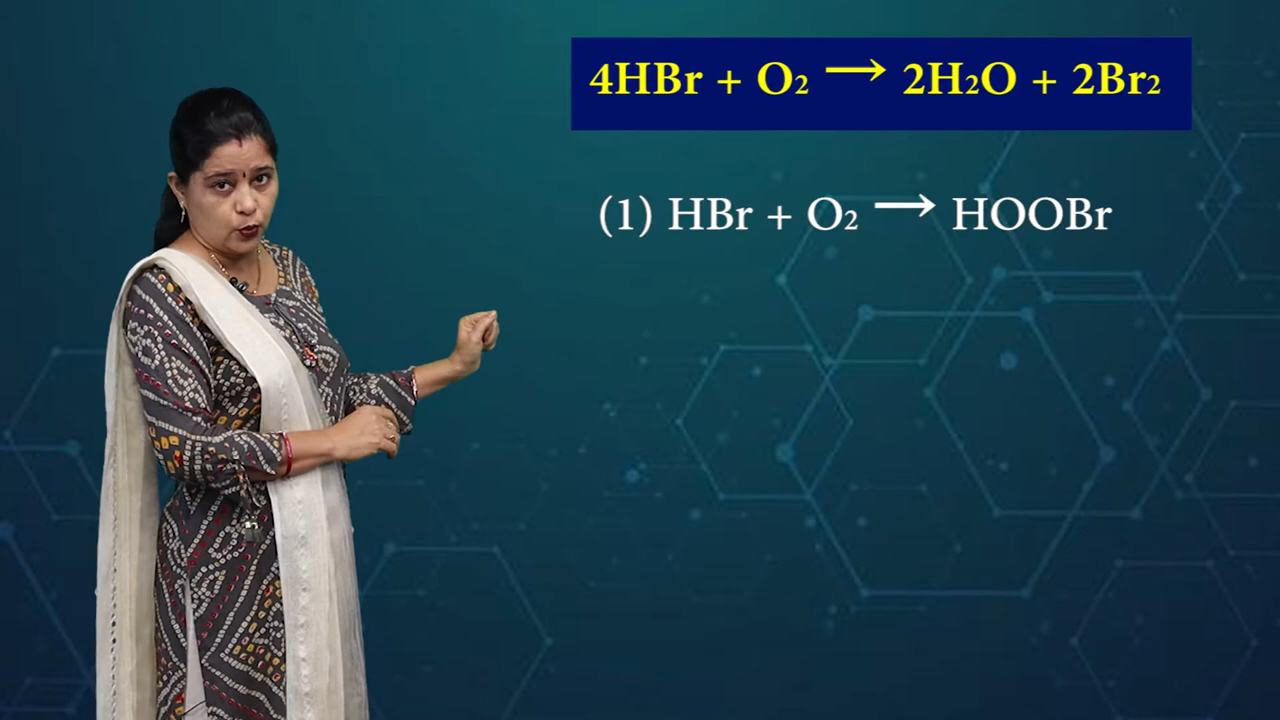 4HBr + O₂ → 2H₂O + 2Br₂
(1) HBr + O₂ → HOOBr